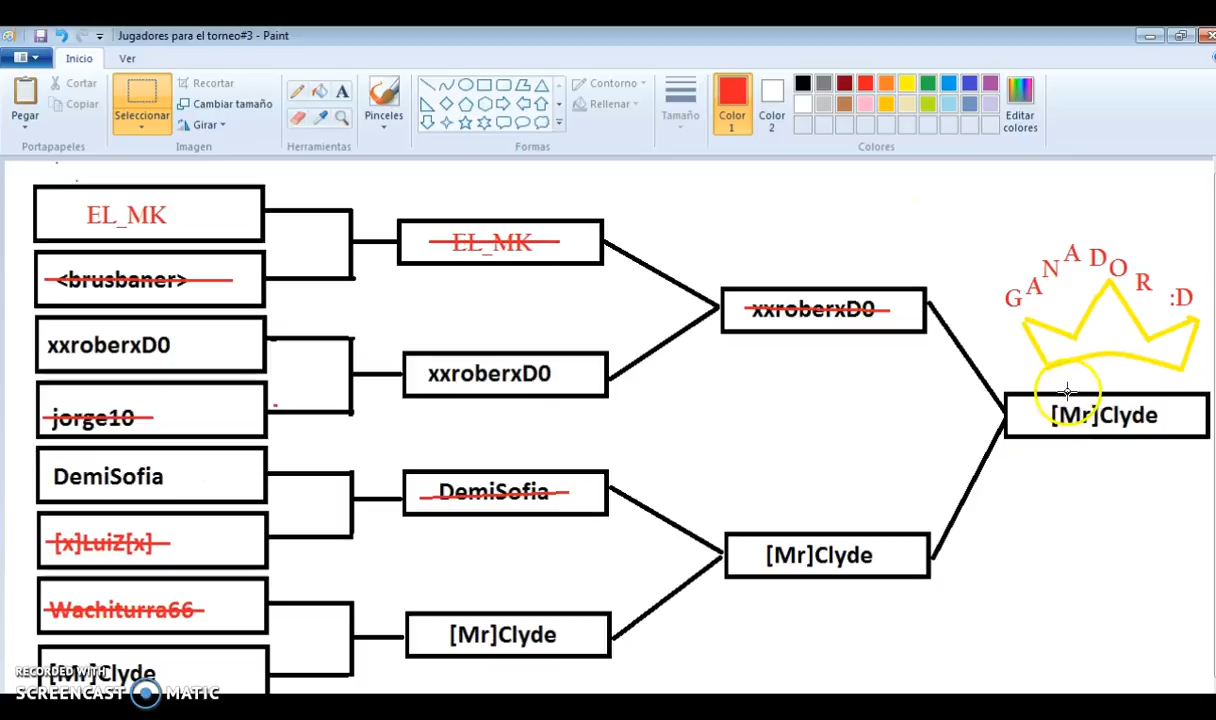 Jugadores para el torneo#3 - Paint
Inicio
Ver
Pegar
Cortar
Copiar
Portapapeles
Seleccionar
Recortar
Cambiar tamaño
Girar
Imagen
A
Herramientas
Pinceles
Contorno
Rellenar
Formas
Tamaño
Color 1
Color 2
Editar colores
Colores
EL_MK
<brusbaner>
xxroberxD0
jorge10
DemiSofia
[x]LuiZ[x]
Wachiturra66
[Mr]Clyde
EL_MK
xxroberxD0
DemiSofia
[Mr]Clyde
xxroberxD0
[Mr]Clyde
GANADOR :D
[Mr]Clyde
RECORDED WITH
SCREENCAST MATIC